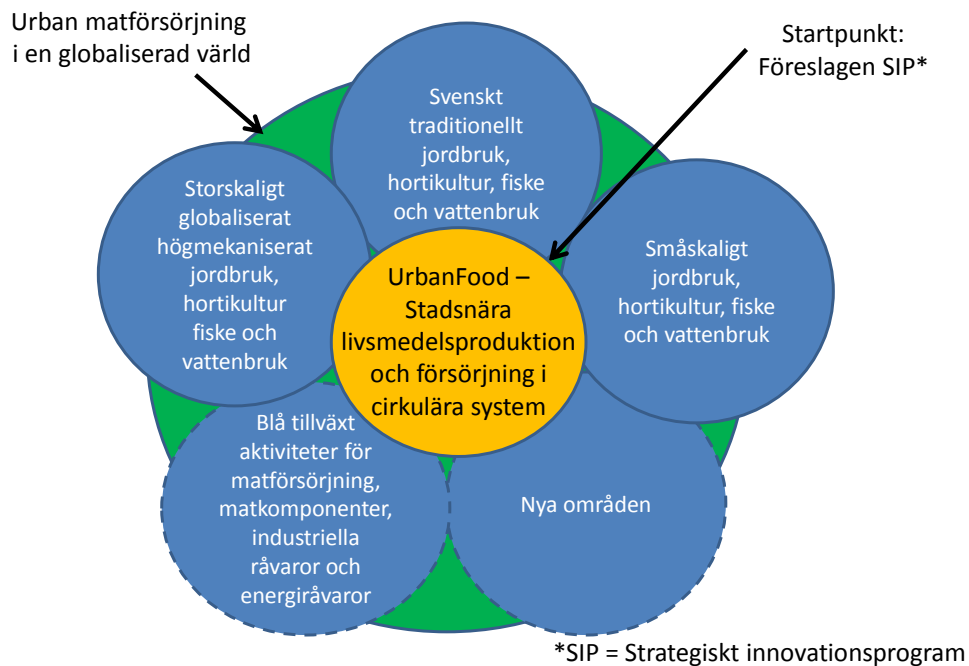 Urban matförsörjning
i en globaliserad värld
Startpunkt:
Föreslagen SIP*
Svenskt
traditionellt
jordbruk,
hortikultur, fiske
och vattenbruk
Storskaligt
globaliserat
högmekaniserat
jordbruk,
hortikultur
fiske och
vattenbruk
Småskaligt
jordbruk,
hortikultur, fiske
och vattenbruk
UrbanFood –
Stadsnära
livsmedelsproduktion
och försörjning i
cirkulära system
Blå tillväxt
aktiviteter för
matförsörjning,
matkomponenter,
industriella
råvaror och
energiråvaror
Nya områden
*SIP = Strategiskt innovationsprogram